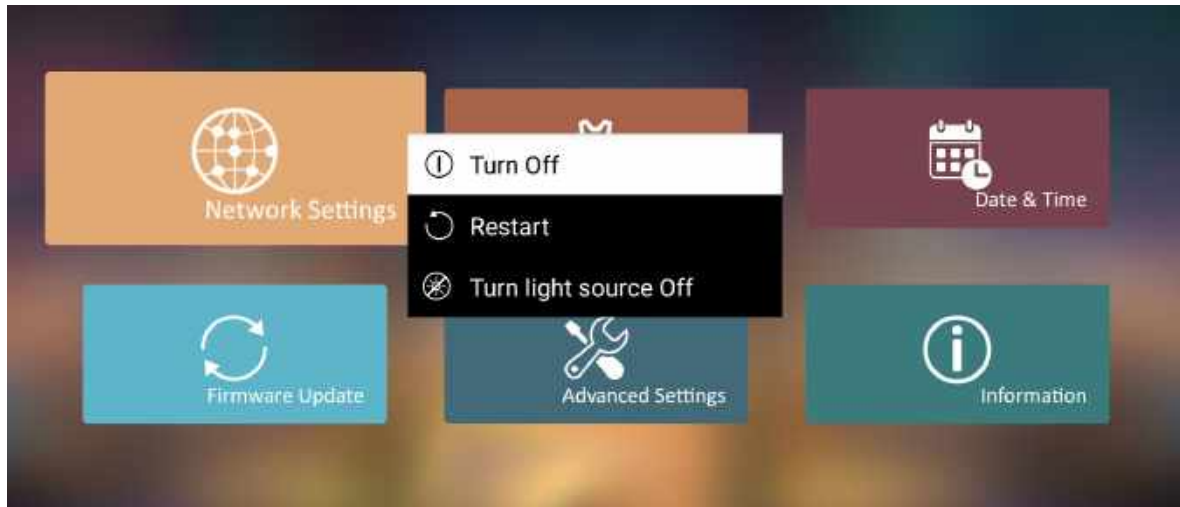 Network Settings
Turn Off
Restart
Turn light source Off
Date & Time
Firmware Update
Advanced Settings
Information